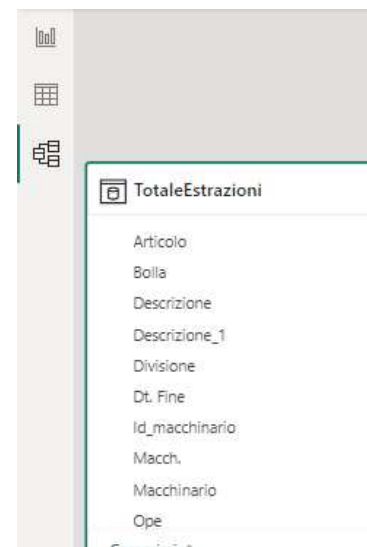 TotaleEstrazioni
Articolo
Bolla
Descrizione
Descrizione_1
Divisione
Dt. Fine
Id_macchinario
Macch.
Macchinario
Ope